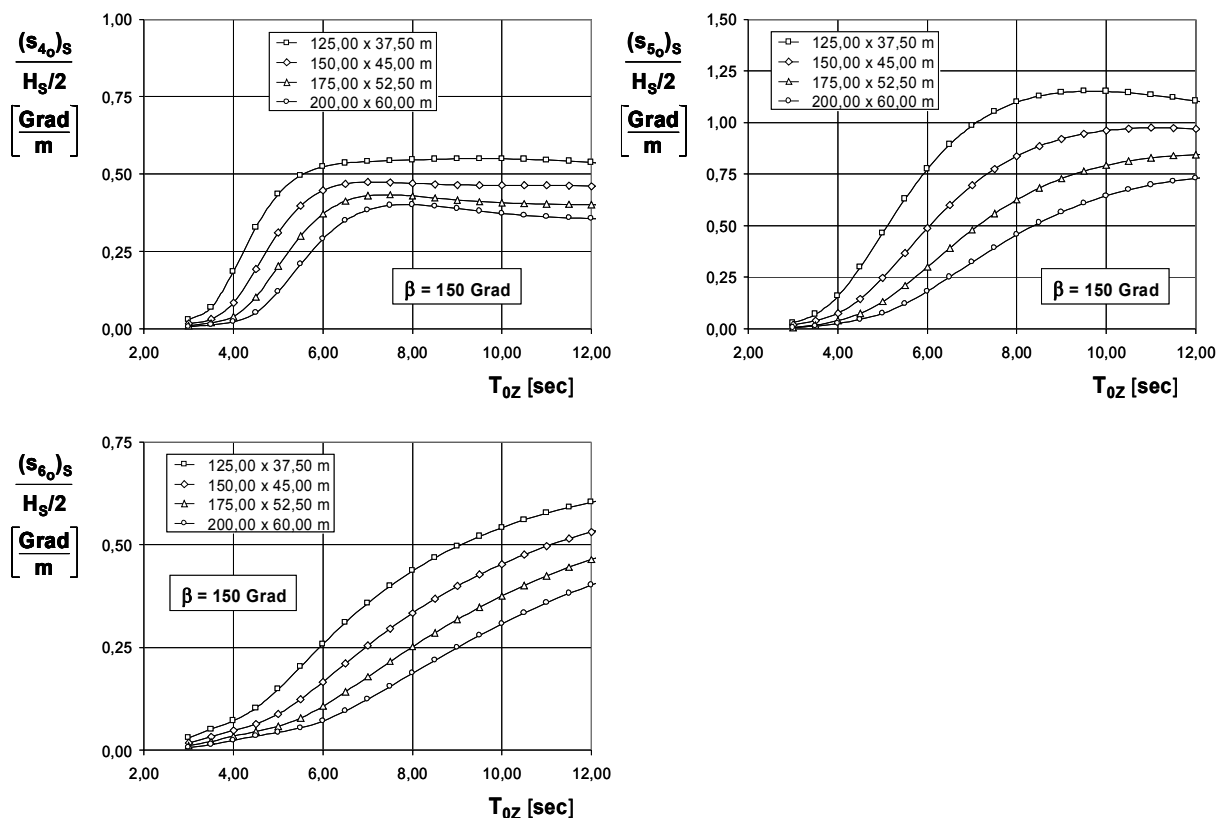 (s4o)S
HS/2
[Grad
m]
1,00
0,75
0,50
0,25
0,00
125,00 x 37,50 m
150,00 x 45,00 m
175,00 x 52,50 m
200,00 x 60,00 m
β = 150 Grad
2,00 4,00 6,00 8,00 10,00 12,00
T0Z [sec]
(s5o)S
HS/2
[Grad
m]
1,50
1,25
1,00
0,75
0,50
0,25
0,00
125,00 x 37,50 m
150,00 x 45,00 m
175,00 x 52,50 m
200,00 x 60,00 m
β = 150 Grad
2,00 4,00 6,00 8,00 10,00 12,00
T0Z [sec]
(s6o)S
HS/2
[Grad
m]
0,75
0,50
0,25
0,00
125,00 x 37,50 m
150,00 x 45,00 m
175,00 x 52,50 m
200,00 x 60,00 m
β = 150 Grad
2,00 4,00 6,00 8,00 10,00 12,00
T0Z [sec]